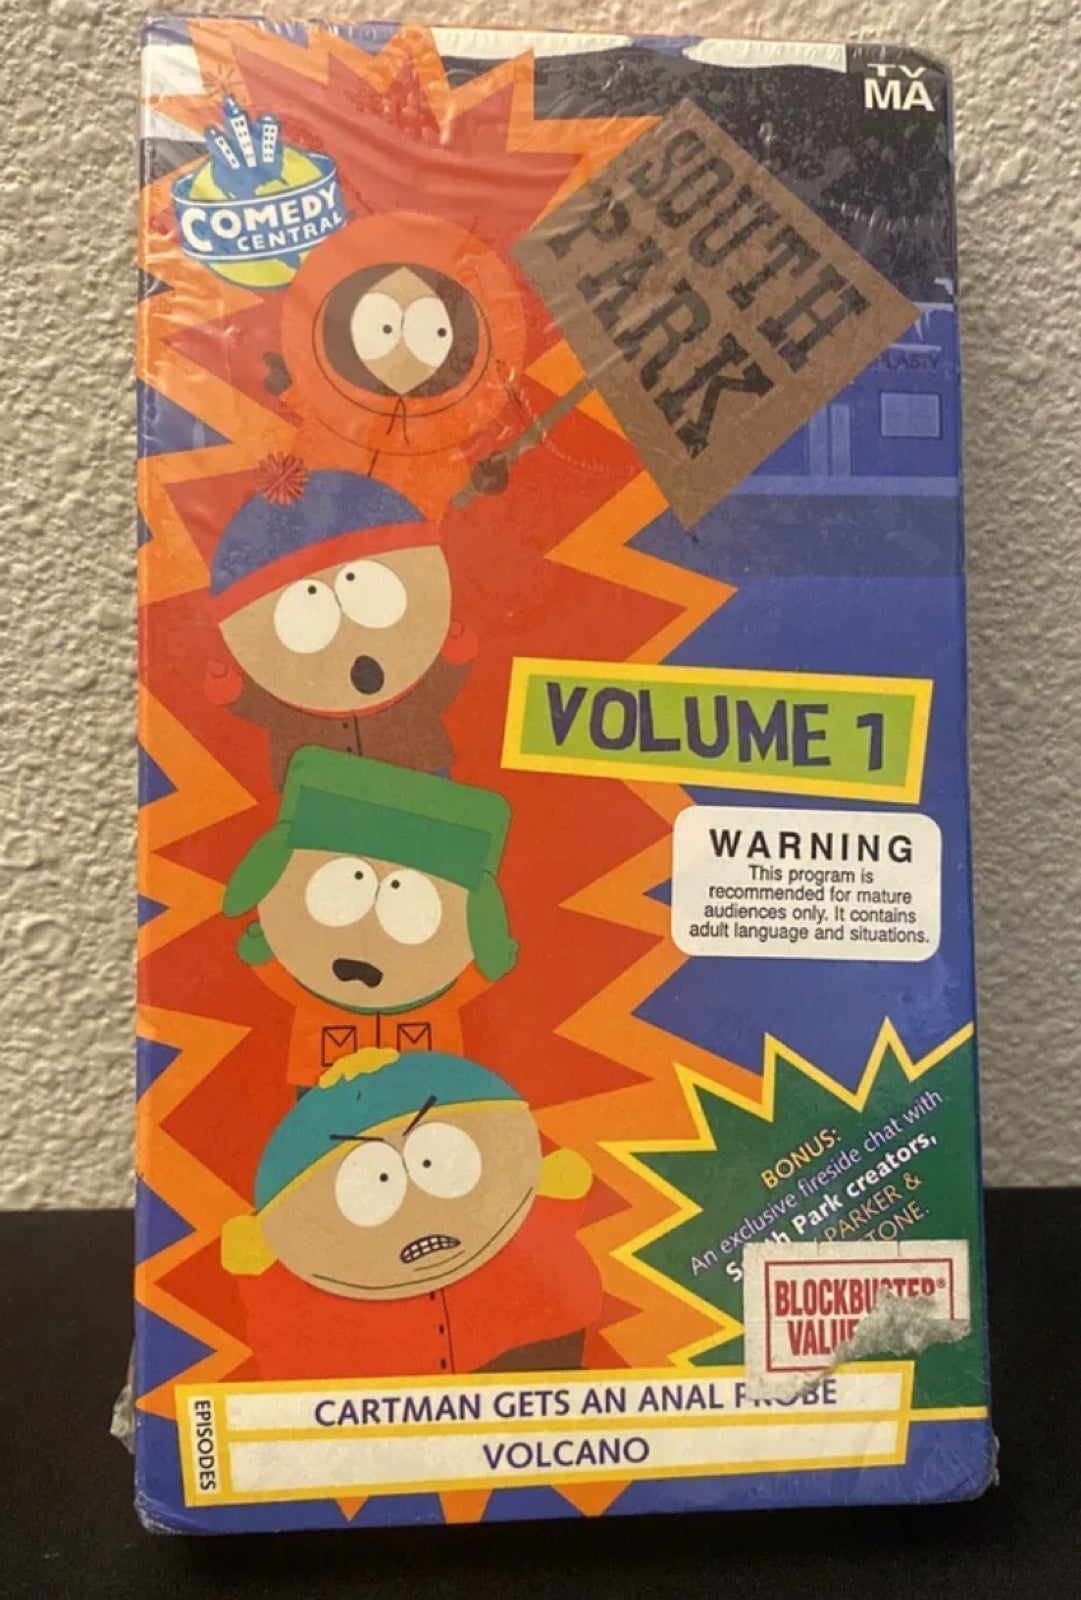 TV
MA
COMEDY
CENTRAL
SOUTH
PARK
VOLUME 1
WARNING
This program is
recommended for mature
audiences only. It contains
adult language and situations.
BONUS:
An exclusive fireside chat with
Park creators,
PARKER &
BLOCKBUSTER®
EPISODES
CARTMAN GETS AN ANAL PROBE
VOLCANO